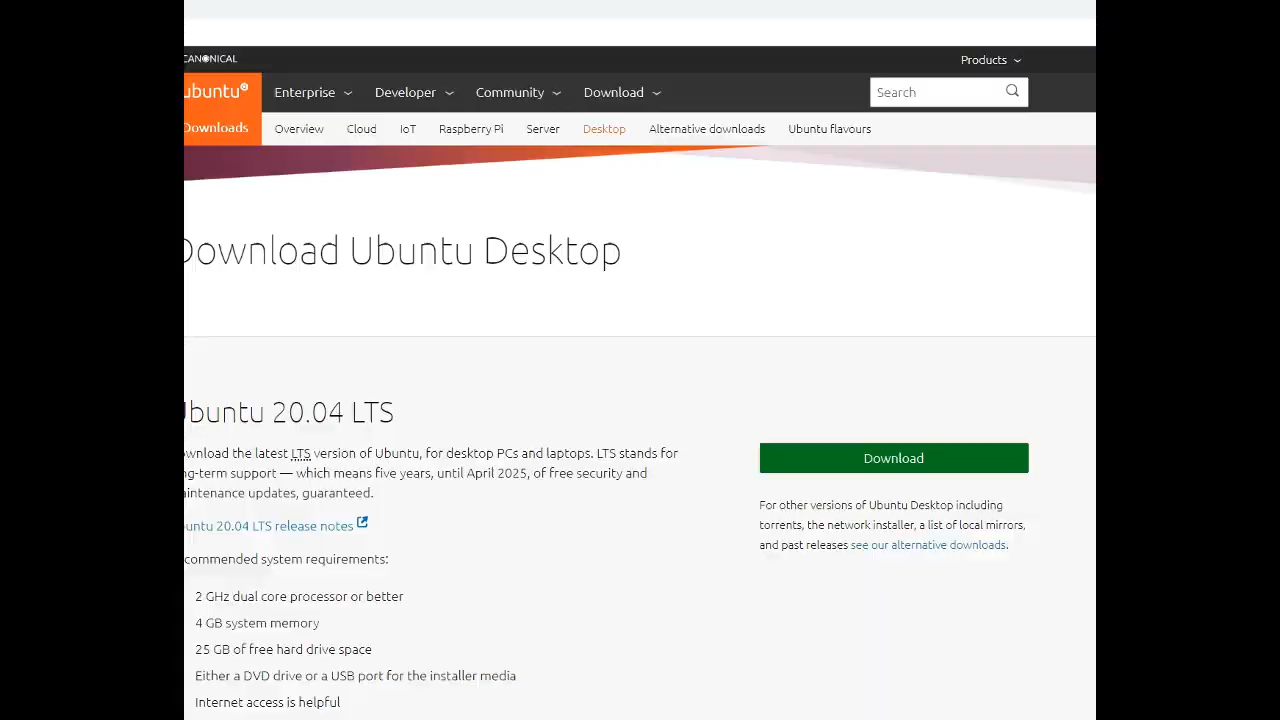 CANONICAL
Products
ubuntu®
Enterprise
Developer
Community
Download
Search
Downloads
Overview
Cloud
IoT
Raspberry Pi
Server
Desktop
Alternative downloads
Ubuntu flavours
Download Ubuntu Desktop
Ubuntu 20.04 LTS
the latest LTS version of Ubuntu, for desktop PCs and laptops. LTS stands for
support — which means five years, until April 2025, of free security and
updates, guaranteed.
20.04 LTS release notes
system requirements:
2 GHz dual core processor or better
4 GB system memory
25 GB of free hard drive space
Either a DVD drive or a USB port for the installer media
Internet access is helpful
Download
For other versions of Ubuntu Desktop including
torrents, the network installer, a list of local mirrors,
and past releases see our alternative downloads.